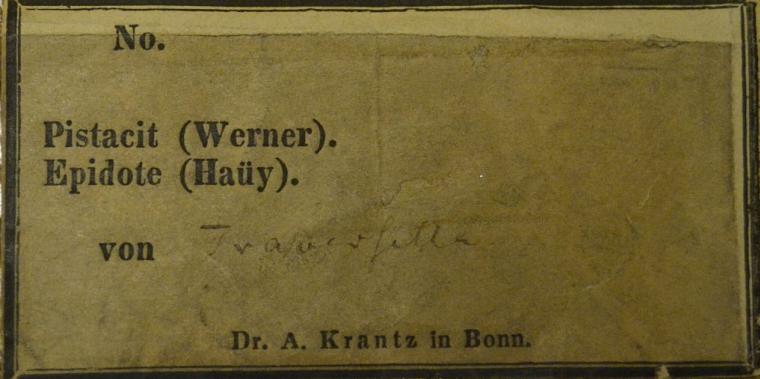 No.
Pistacit (Werner).
Epidote (Haüy).
von Traversella
Dr. A. Krantz in Bonn.